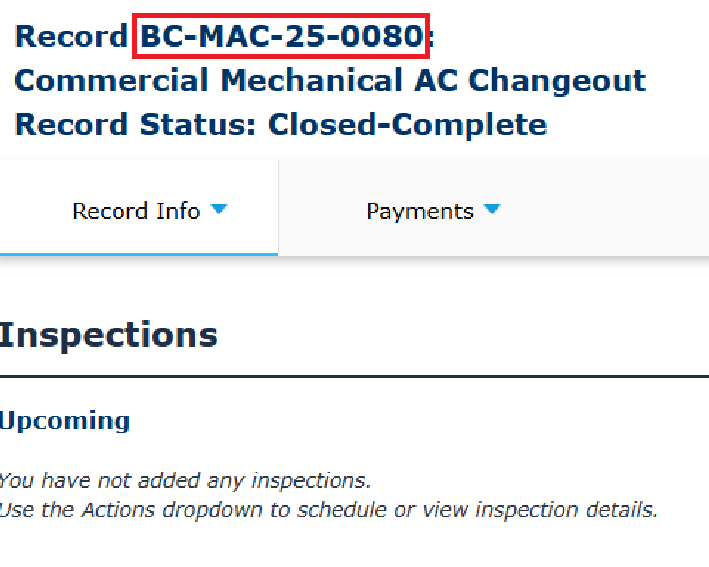 Record BC-MAC-25-0080:
Commercial Mechanical AC Changeout
Record Status: Closed-Complete
Record Info
Payments
Inspections
Upcoming
You have not added any inspections.
Use the Actions dropdown to schedule or view inspection details.